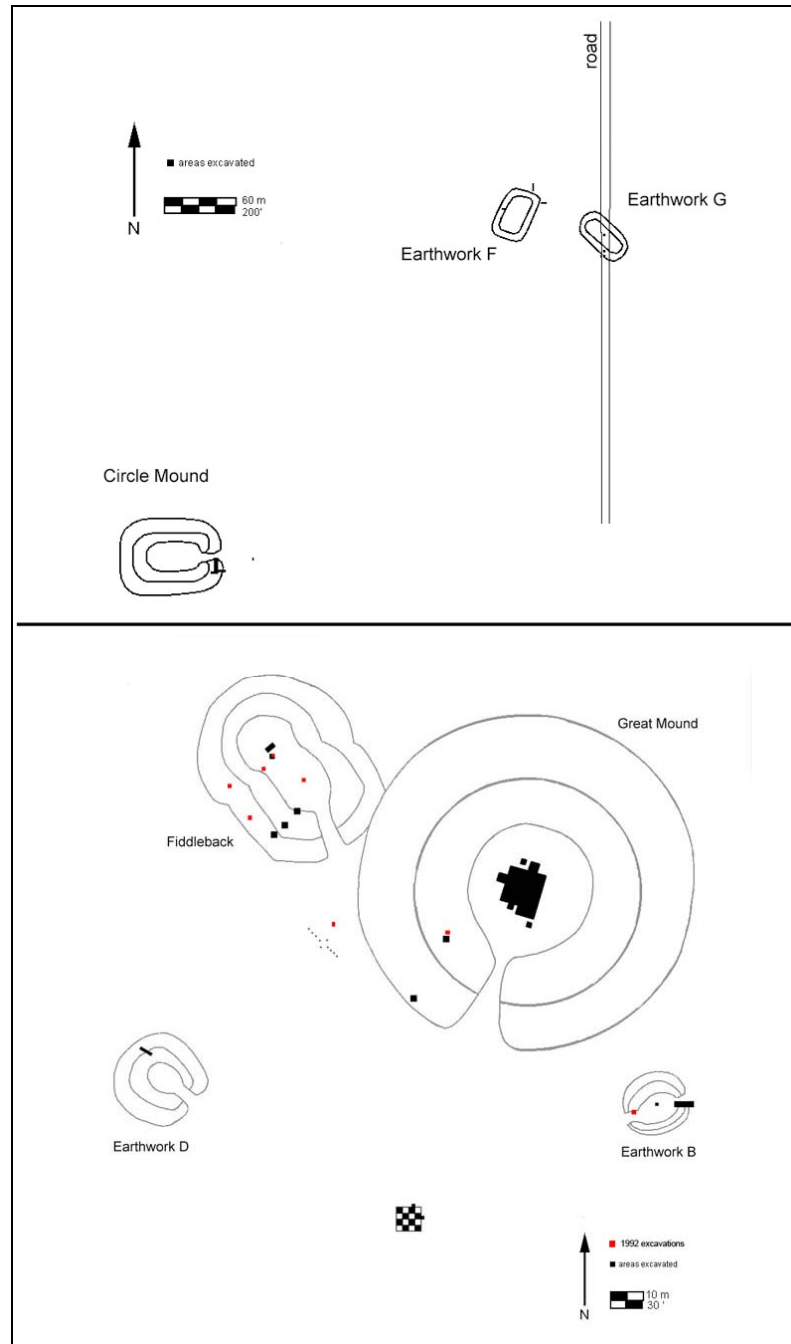 road
areas excavated
60 m
200'
N
Earthwork G
Earthwork F
Circle Mound
Great Mound
Fiddleback
Earthwork D
Earthwork B
1992 excavations
areas excavated
10 m
30 '
N